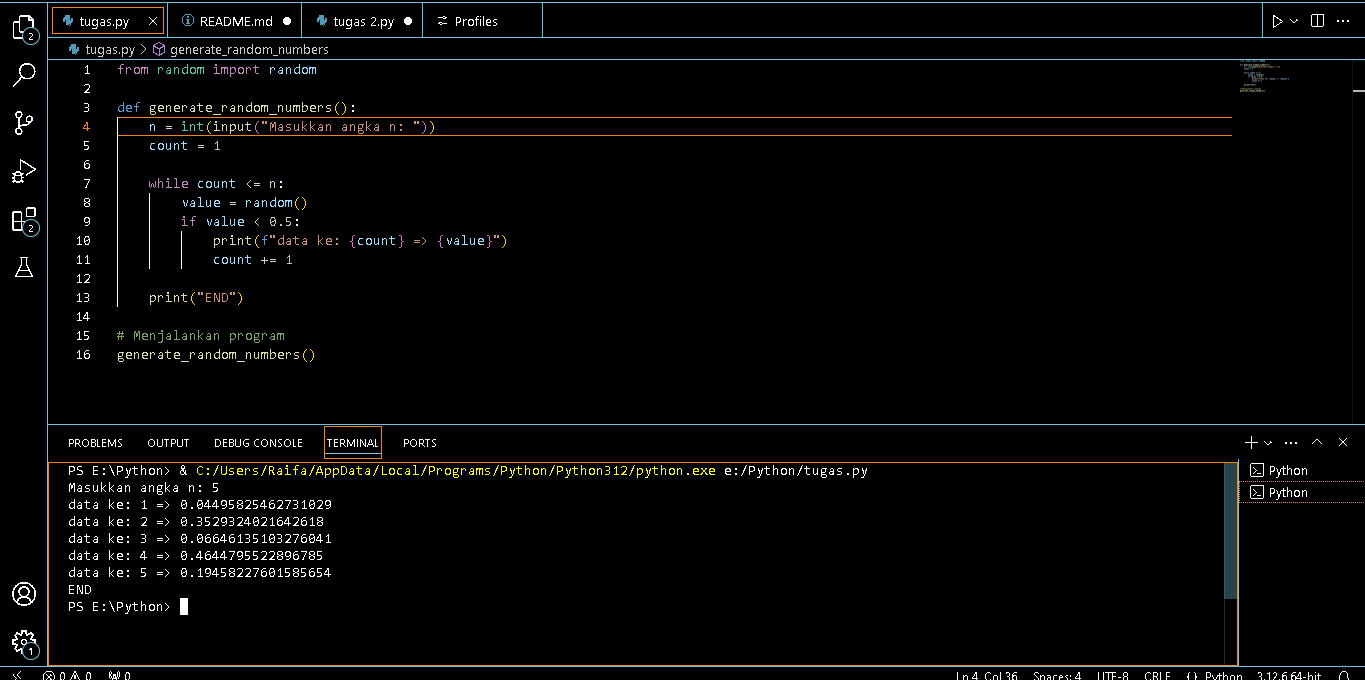 tugas.py README.md tugas 2.py Profiles
2
tugas.py > generate_random_numbers
1 from random import random
2
3 def generate_random_numbers():
4 n = int(input("Masukkan angka n: "))
5 count = 1
6
7 while count <= n:
8 value = random()
9 if value < 0.5:
10 print(f"data ke: {count} => {value}")
11 count += 1
12
13 print("END")
14
15 # Menjalankan program
16 generate_random_numbers()
2
PROBLEMS OUTPUT DEBUG CONSOLE TERMINAL PORTS
PS E:\Python> & C:/Users/Raifa/AppData/Local/Programs/Python/Python312/python.exe e:/Python/tugas.py
Masukkan angka n: 5
data ke: 1 => 0.04495825462731029
data ke: 2 => 0.3529324021642618
data ke: 3 => 0.06646135103276041
data ke: 4 => 0.4644795522896785
data ke: 5 => 0.19458227601585654
END
PS E:\Python>
Python
Python
1
0 0 0 Ln 4, Col 36 Spaces: 4 UTF-8 CRLF {} Python 3.12.6 64-bit